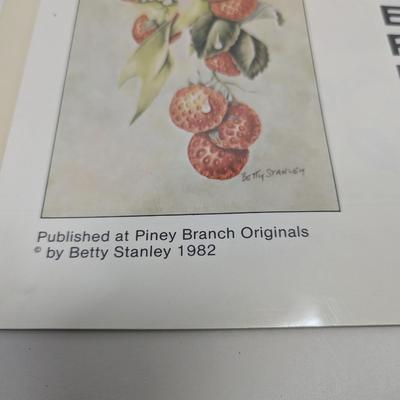 Betty Stanley
Published at Piney Branch Originals
© by Betty Stanley 1982